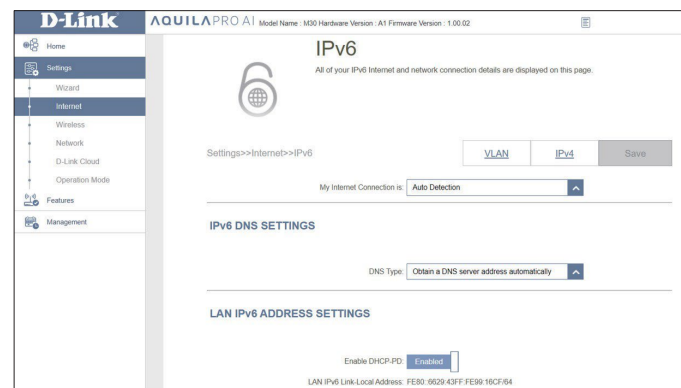 D-Link
AQUILA PRO AI Model Name : M30 Hardware Version : A1 Firmware Version : 1.00.02
Home
Settings
Wizard
Internet
Wireless
Network
D-Link Cloud
Operation Mode
Features
Management
IPv6
All of your IPv6 Internet and network connection details are displayed on this page.
Settings>>Internet>>IPv6
VLAN
IPv4
Save
My Internet Connection is: Auto Detection
IPv6 DNS SETTINGS
DNS Type: Obtain a DNS server address automatically
LAN IPv6 ADDRESS SETTINGS
Enable DHCP-PD: Enabled
LAN IPv6 Link-Local Address: FE80::6629:43FF:FE99:16CF/64